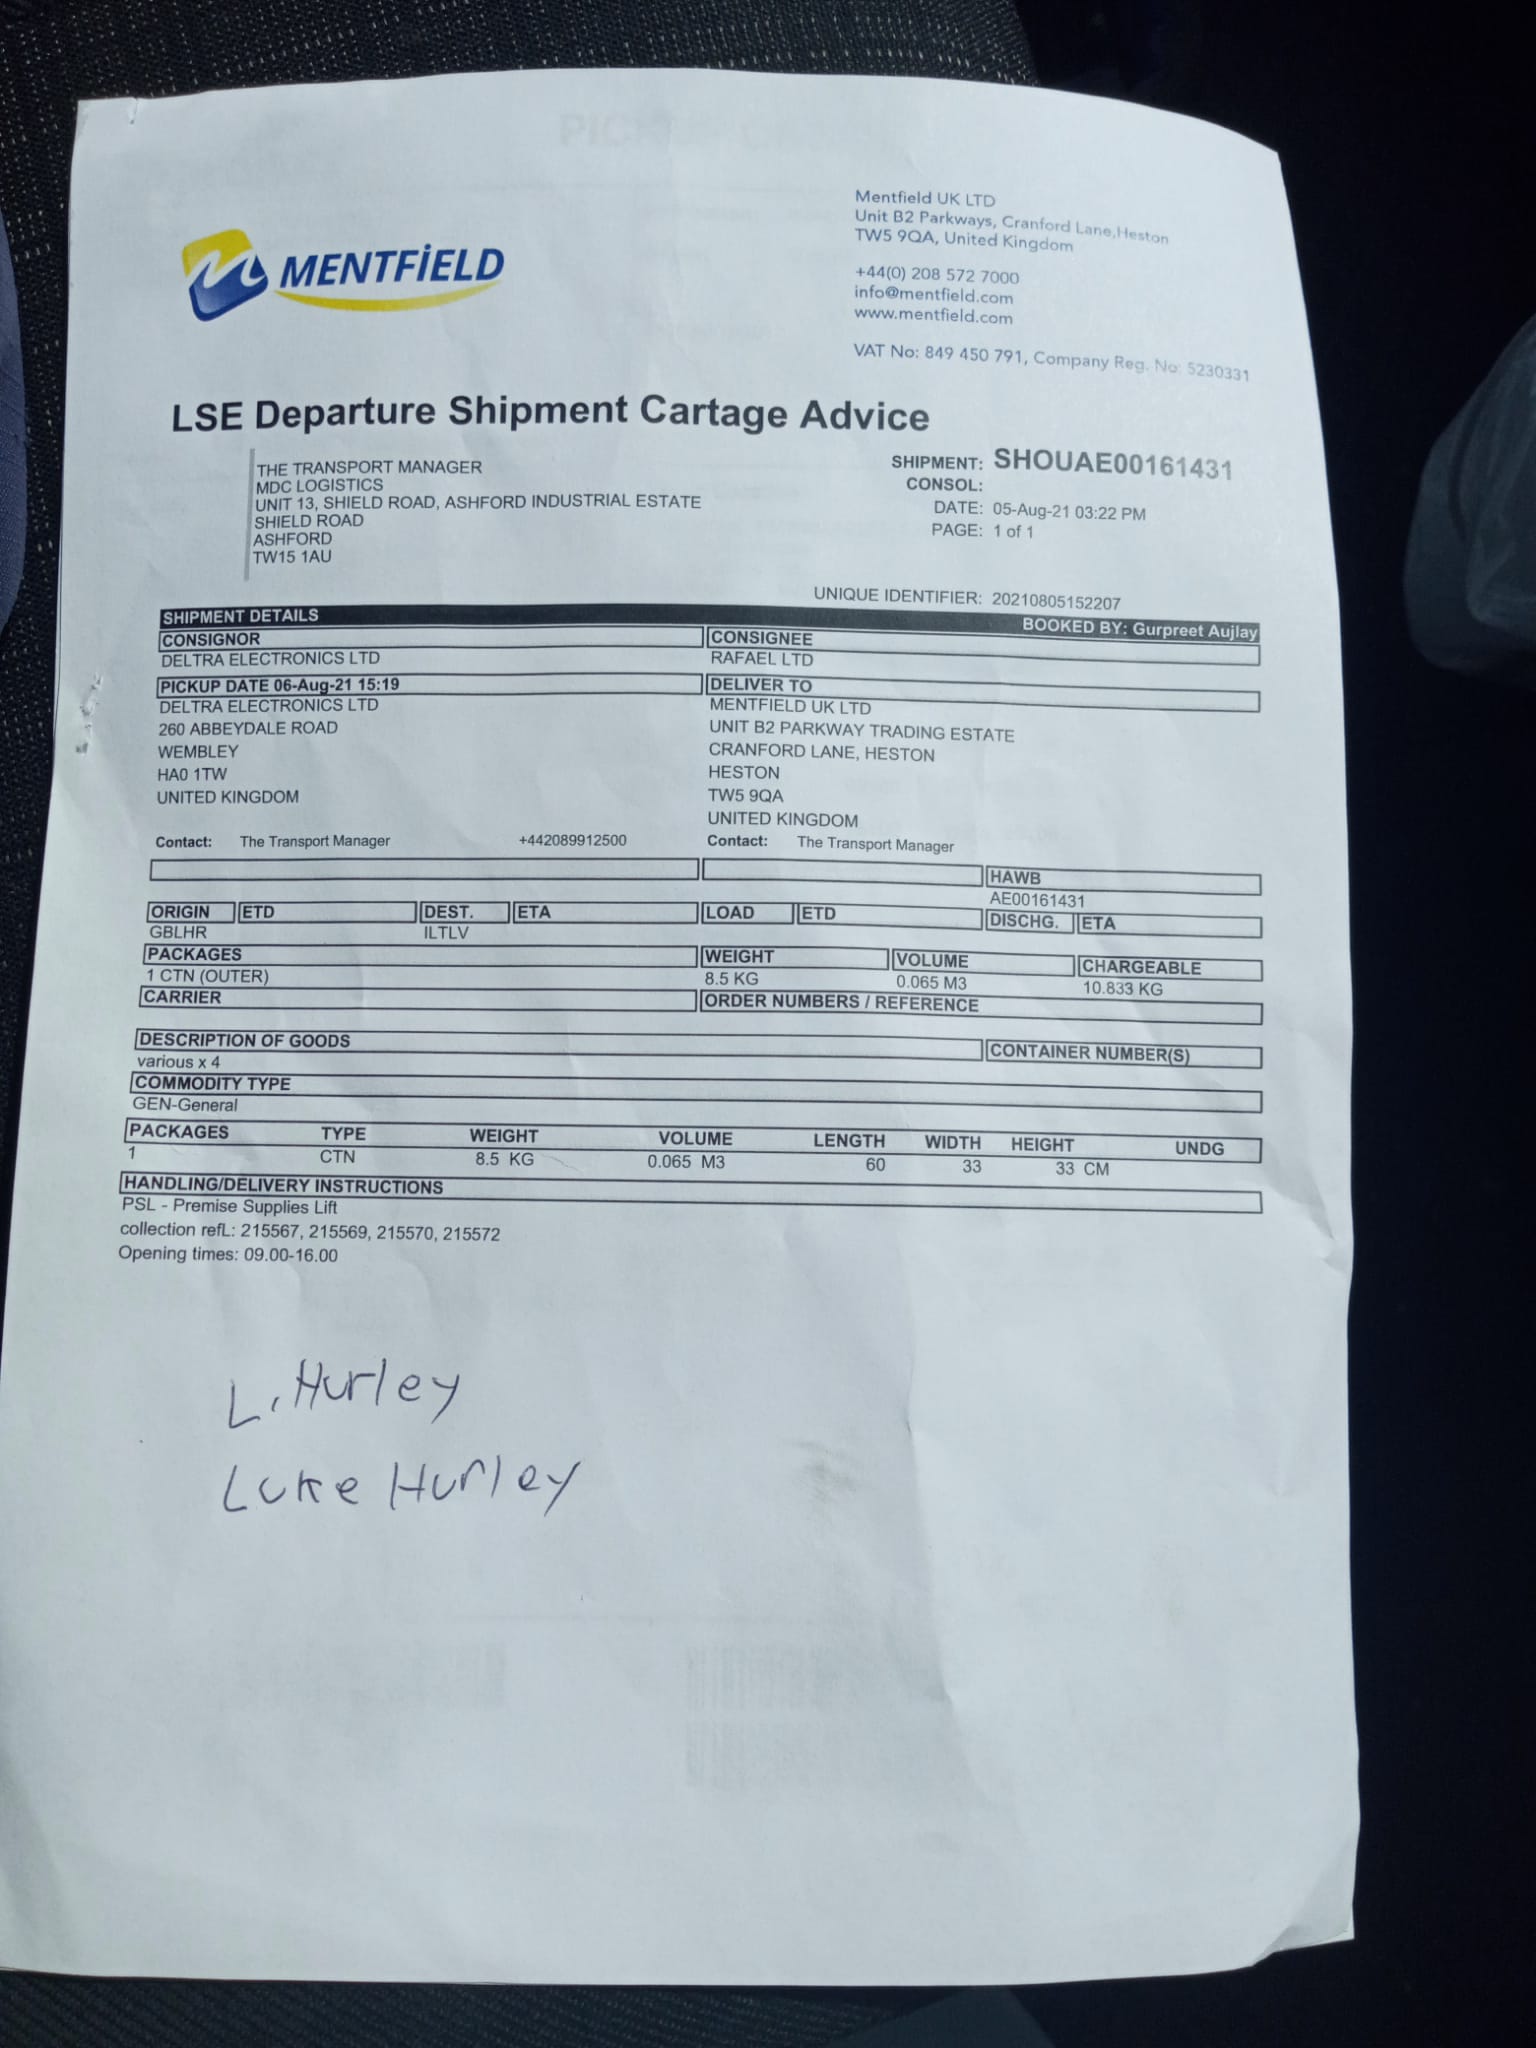 MENTFiELD
Mentfield UK LTD
Unit B2 Parkways, Cranford Lane,Heston
TW5 9QA, United Kingdom
+44(0) 208 572 7000
info@mentfield.com
www.mentfield.com
VAT No: 849 450 791, Company Reg. No: 5230331
LSE Departure Shipment Cartage Advice
THE TRANSPORT MANAGER
MDC LOGISTICS
UNIT 13, SHIELD ROAD, ASHFORD INDUSTRIAL ESTATE
SHIELD ROAD
ASHFORD
TW15 1AU
SHIPMENT: SHOUAE00161431
CONSOL:
DATE: 05-Aug-21 03:22 PM
PAGE: 1 of 1
UNIQUE IDENTIFIER: 20210805152207
SHIPMENT DETAILS BOOKED BY: Gurpreet Aujlay
CONSIGNOR
DELTRA ELECTRONICS LTD
PICKUP DATE 06-Aug-21 15:19
DELTRA ELECTRONICS LTD
260 ABBEYDALE ROAD
WEMBLEY
HA0 1TW
UNITED KINGDOM
Contact: The Transport Manager +442089912500
CONSIGNEE
RAFAEL LTD
DELIVER TO
MENTFIELD UK LTD
UNIT B2 PARKWAY TRADING ESTATE
CRANFORD LANE, HESTON
HESTON
TW5 9QA
UNITED KINGDOM
Contact: The Transport Manager
HAWB
AE00161431
ORIGIN ETD DEST. ETA LOAD ETD DISCHG. ETA
GBLHR ILTLV
PACKAGES WEIGHT VOLUME CHARGEABLE
1 CTN (OUTER) 8.5 KG 0.065 M3 10.833 KG
CARRIER ORDER NUMBERS / REFERENCE
DESCRIPTION OF GOODS CONTAINER NUMBER(S)
various x 4
COMMODITY TYPE
GEN-General
PACKAGES TYPE WEIGHT VOLUME LENGTH WIDTH HEIGHT UNDG
1 CTN 8.5 KG 0.065 M3 60 33 33 CM
HANDLING/DELIVERY INSTRUCTIONS
PSL - Premise Supplies Lift
collection refL: 215567, 215569, 215570, 215572
Opening times: 09.00-16.00
L. Hurley
Luke Hurley